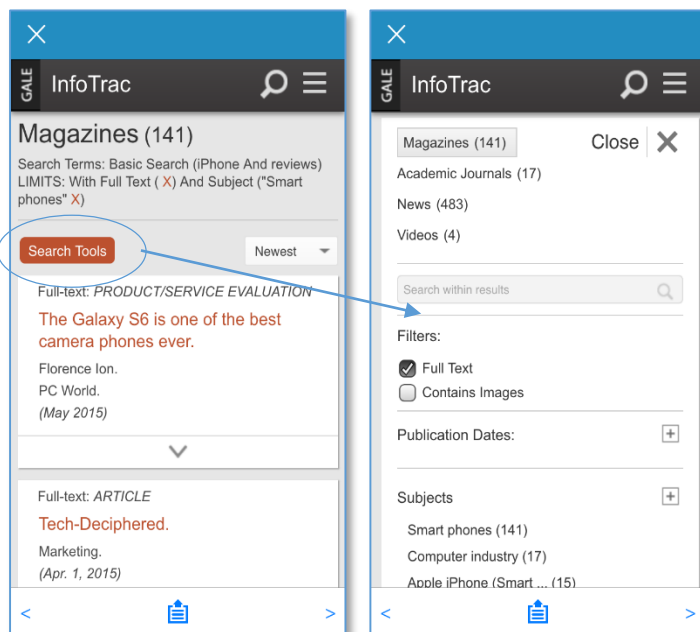 GALE
InfoTrac
Magazines (141)
Search Terms: Basic Search (iPhone And reviews)
LIMITS: With Full Text ( X) And Subject ("Smart
phones" X)
Search Tools
Newest
Full-text: PRODUCT/SERVICE EVALUATION
The Galaxy S6 is one of the best
camera phones ever.
Florence Ion.
PC World.
(May 2015)
Full-text: ARTICLE
Tech-Deciphered.
Marketing.
(Apr. 1, 2015)
< >
GALE
InfoTrac
Magazines (141)
Close X
Academic Journals (17)
News (483)
Videos (4)
Search within results
Filters:
Full Text
Contains Images
Publication Dates: +
Subjects +
Smart phones (141)
Computer industry (17)
Apple iPhone (Smart ... (15)
< >